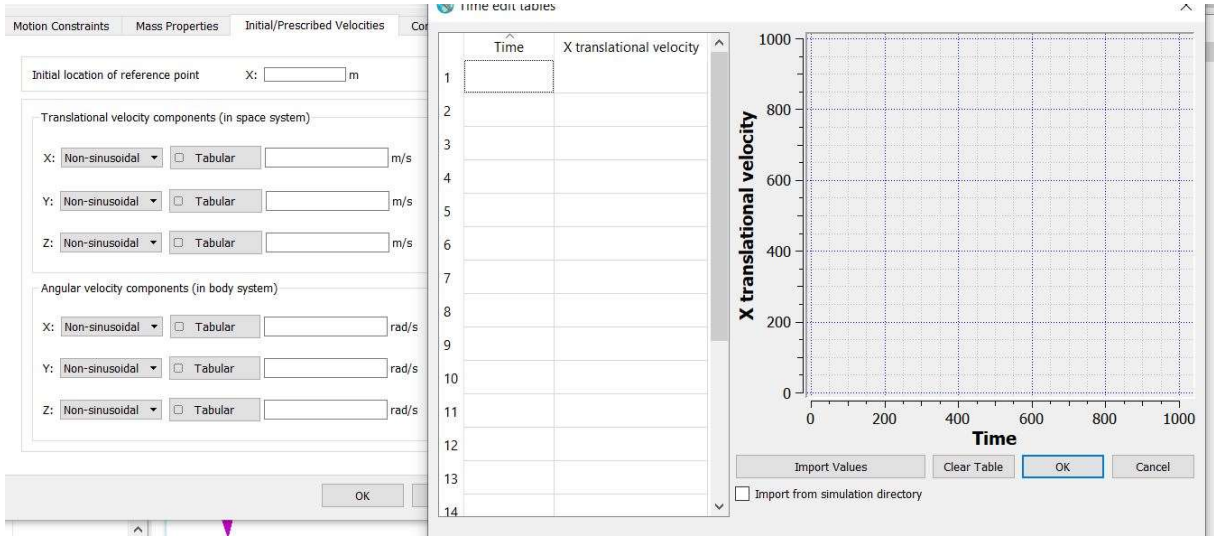 Motion Constraints Mass Properties Initial/Prescribed Velocities
Initial location of reference point X: m
Translational velocity components (in space system)
X: Non-sinusoidal Tabular m/s
Y: Non-sinusoidal Tabular m/s
Z: Non-sinusoidal Tabular m/s
Angular velocity components (in body system)
X: Non-sinusoidal Tabular rad/s
Y: Non-sinusoidal Tabular rad/s
Z: Non-sinusoidal Tabular rad/s
OK
Time edit tables
Time X translational velocity
1
2
3
4
5
6
7
8
9
10
11
12
13
14
X translational velocity
1000
800
600
400
200
0
0 200 400 600 800 1000
Time
Import Values Clear Table OK Cancel
Import from simulation directory